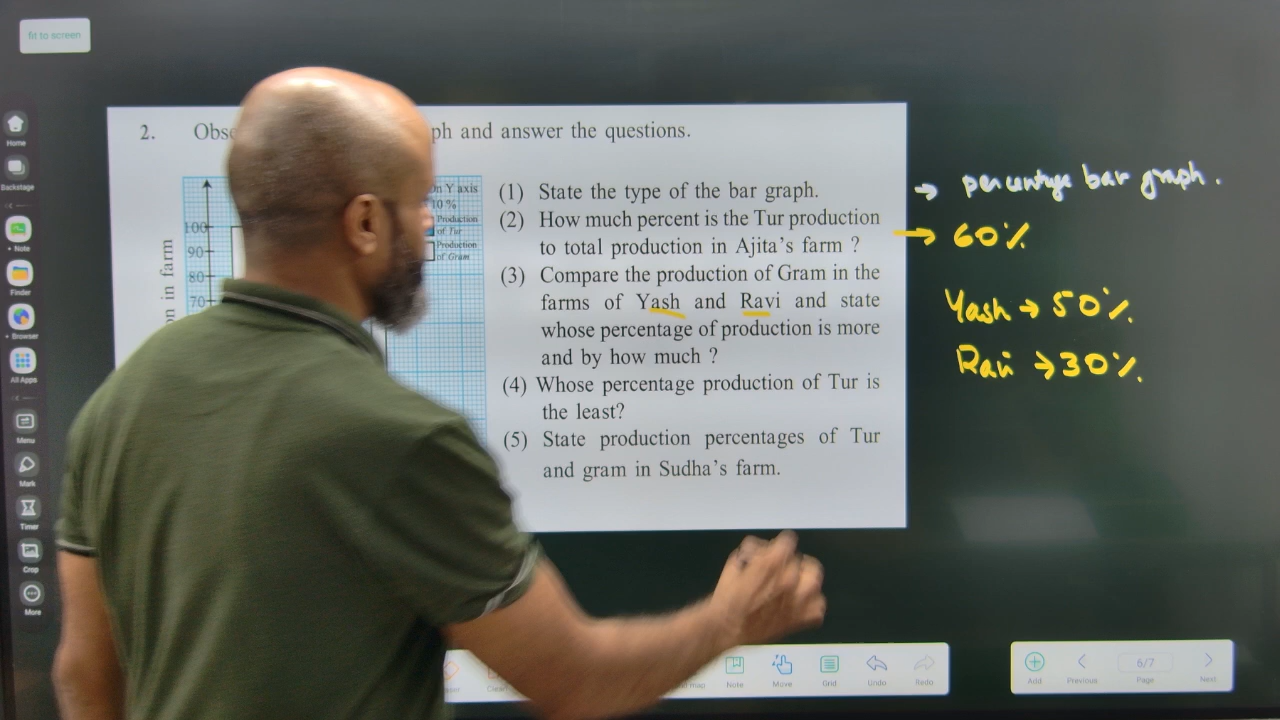 fit to screen
2. Obs ph and answer the questions.
n Y axis
10 %
Production
of Tur
Production
of Gram
100
90
80
70
on in farm
(1) State the type of the bar graph.
(2) How much percent is the Tur production
to total production in Ajita's farm ?
(3) Compare the production of Gram in the
farms of Yash and Ravi and state
whose percentage of production is more
and by how much ?
(4) Whose percentage production of Tur is
the least?
(5) State production percentages of Tur
and gram in Sudha's farm.
→ percentage bar graph.
→ 60%
Yash → 50%.
Ravi → 30%.
Home
Backstage
+ Note
Finder
+ Browser
All Apps
Menu
Mark
Timer
Crop
More
Note
Move
Grid
Undo
Redo
Add
Previous
6/7
Page
Next